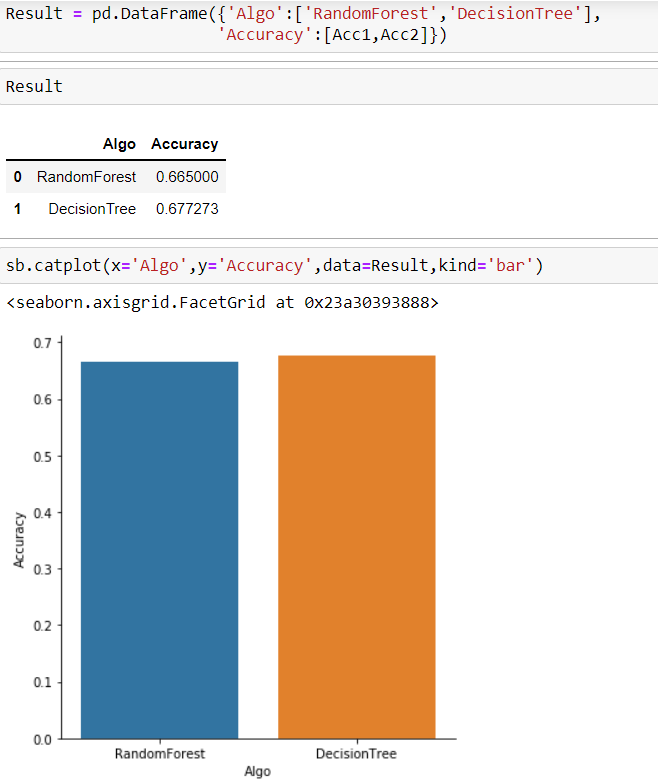 Result = pd.DataFrame({'Algo':['RandomForest','DecisionTree'],
'Accuracy':[Acc1,Acc2]})
Result
Algo Accuracy
0 RandomForest 0.665000
1 DecisionTree 0.677273
sb.catplot(x='Algo',y='Accuracy',data=Result,kind='bar')
<seaborn.axisgrid.FacetGrid at 0x23a30393888>
0.7
0.6
0.5
0.4
0.3
0.2
0.1
0.0
Accuracy
RandomForest DecisionTree
Algo